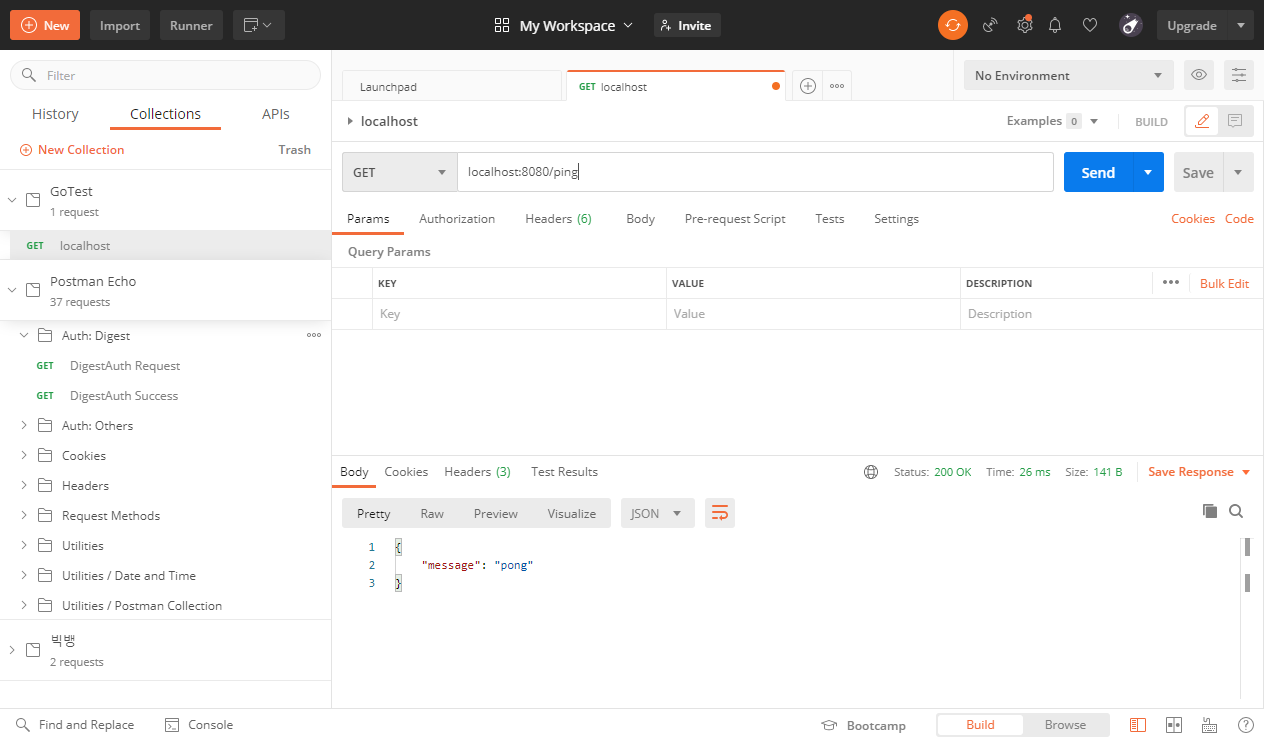 New Import Runner My Workspace Invite Upgrade
Filter
History Collections APIs
New Collection Trash
GoTest
1 request
GET localhost
Postman Echo
37 requests
Auth: Digest
GET DigestAuth Request
GET DigestAuth Success
Auth: Others
Cookies
Headers
Request Methods
Utilities
Utilities / Date and Time
Utilities / Postman Collection
빅뱅
2 requests
Launchpad GET localhost No Environment
localhost Examples 0 BUILD
GET localhost:8080/ping Send Save
Params Authorization Headers (6) Body Pre-request Script Tests Settings Cookies Code
Query Params
KEY VALUE DESCRIPTION Bulk Edit
Key Value Description
Body Cookies Headers (3) Test Results Status: 200 OK Time: 26 ms Size: 141 B Save Response
Pretty Raw Preview Visualize JSON
1 {
2 "message": "pong"
3 }
Find and Replace Console Bootcamp Build Browse